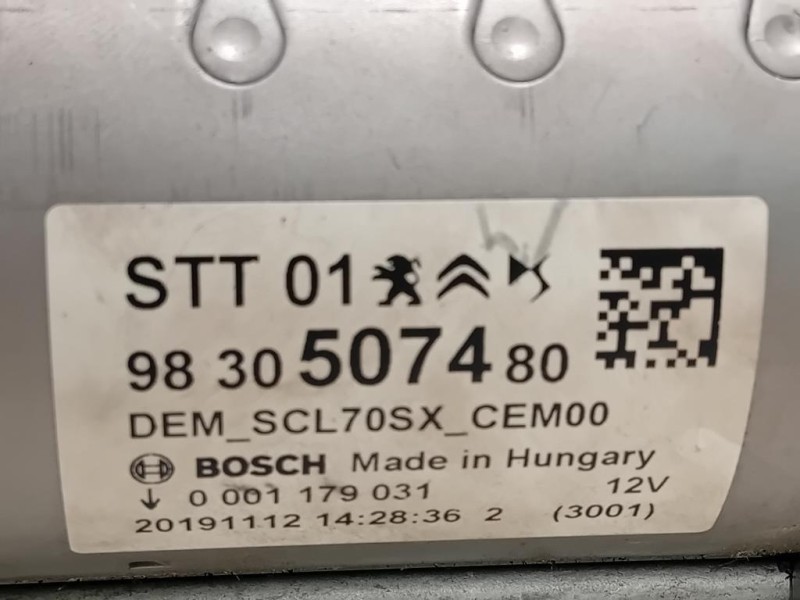 STT 01
98 30 5074 80
DEM_SCL70SX_CEM00
BOSCH Made in Hungary
0 001 179 031 12V
20191112 14:28:36 2 (3001)